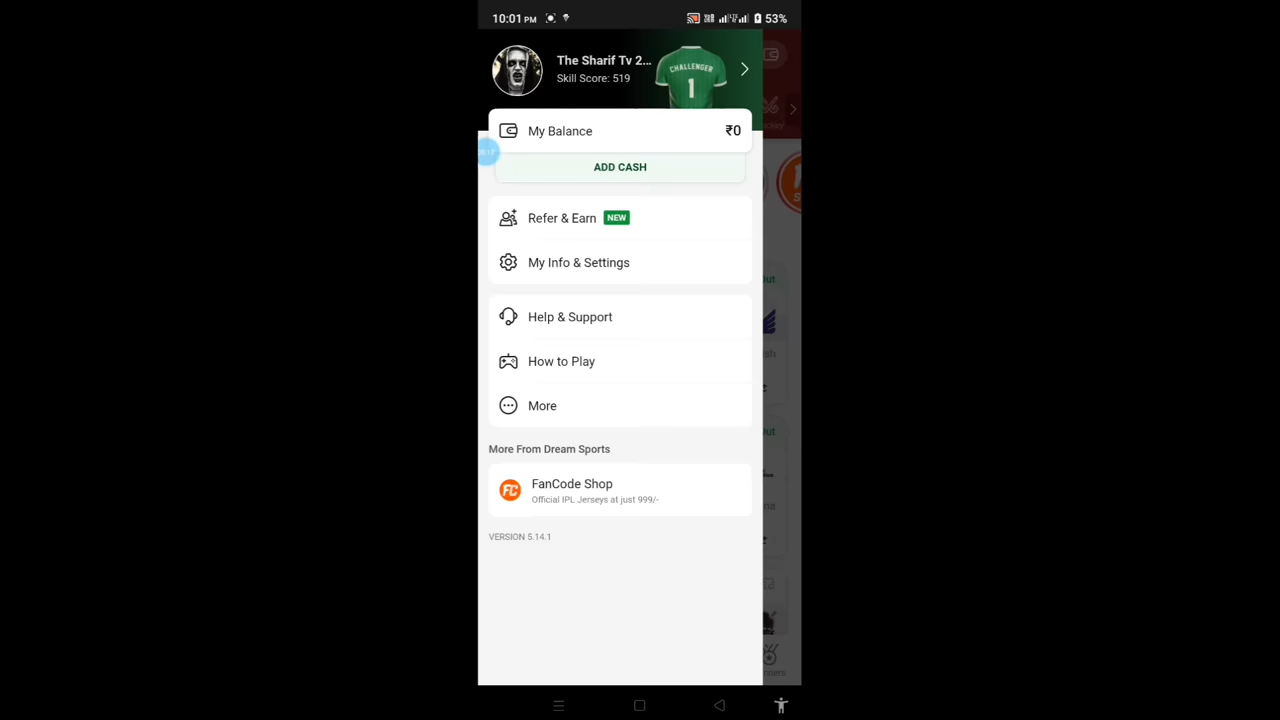 10:01 PM 53%
The Sharif Tv 2...
Skill Score: 519
CHALLENGER
1
My Balance ₹0
ADD CASH
Refer & Earn NEW
My Info & Settings
Help & Support
How to Play
More
More From Dream Sports
FC FanCode Shop
Official IPL Jerseys at just 999/-
VERSION 5.14.1